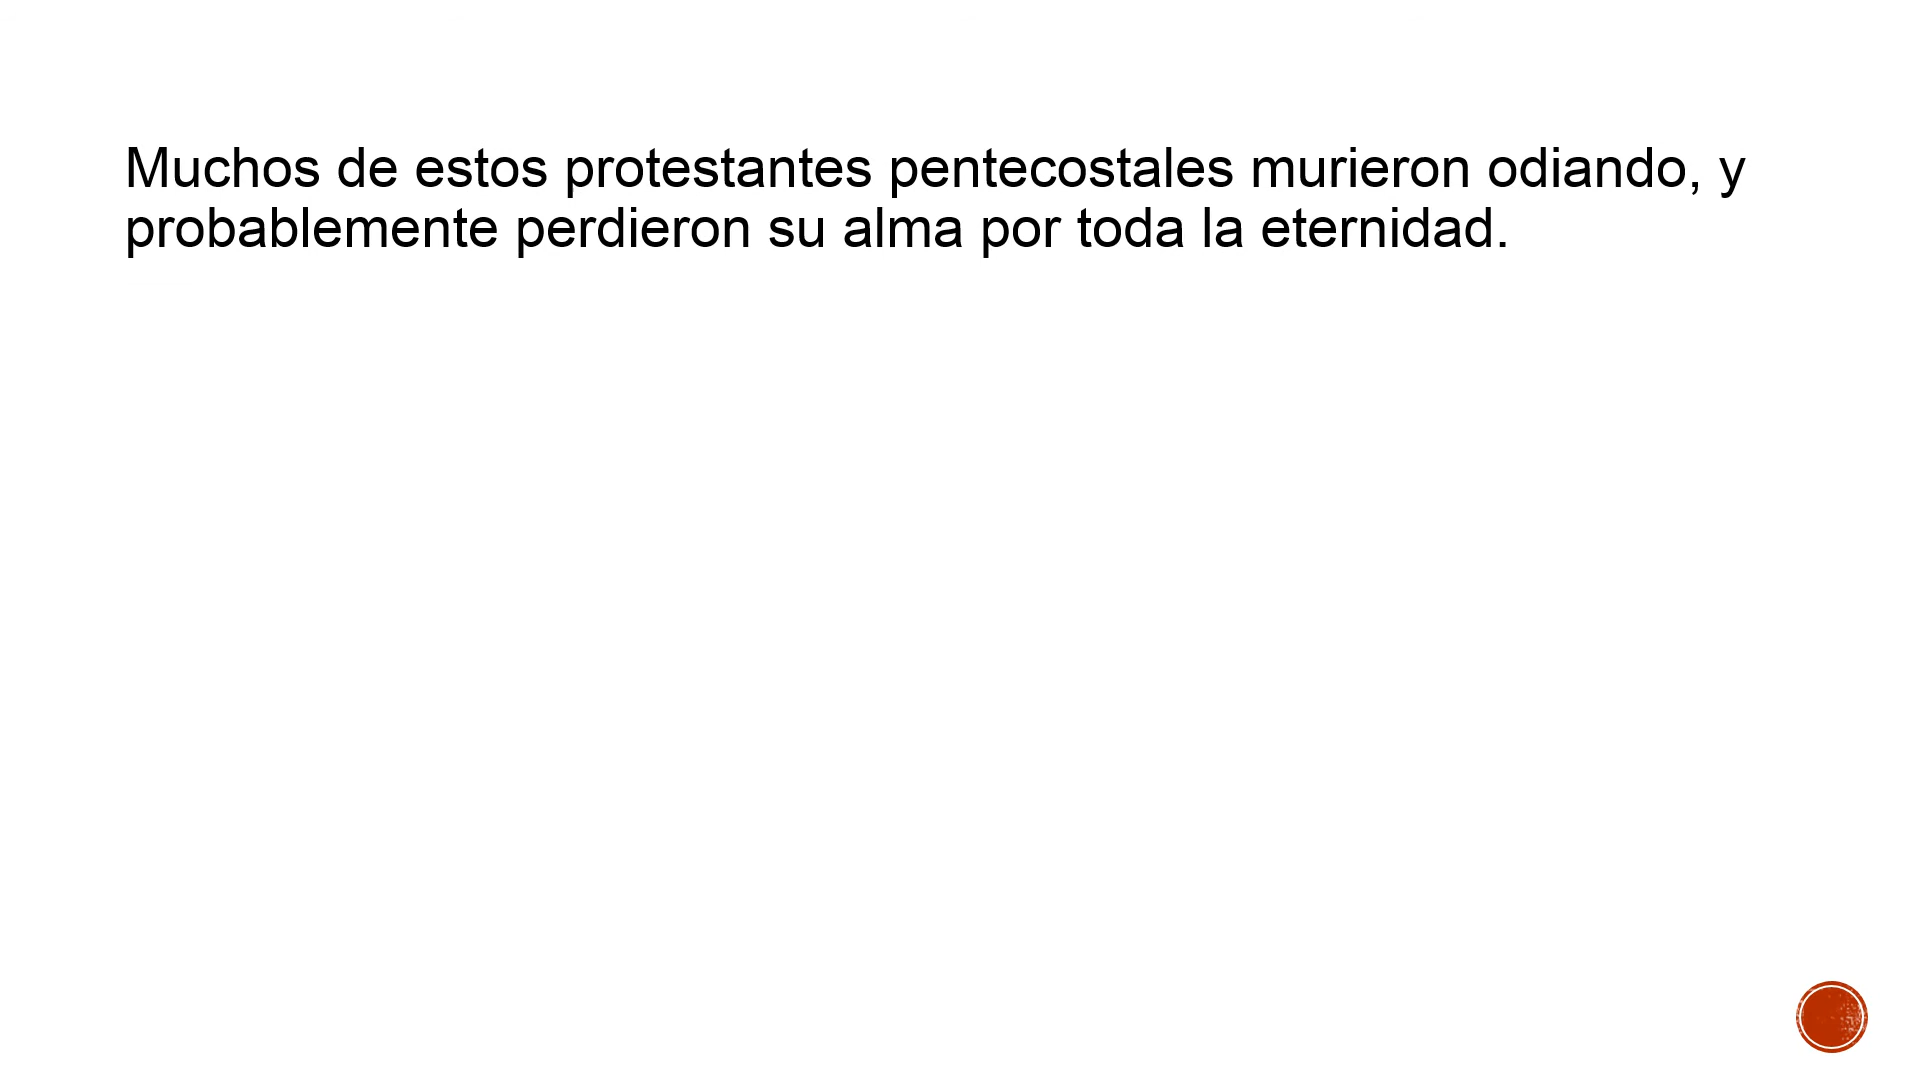 Muchos de estos protestantes pentecostales murieron odiando, y
probablemente perdieron su alma por toda la eternidad.